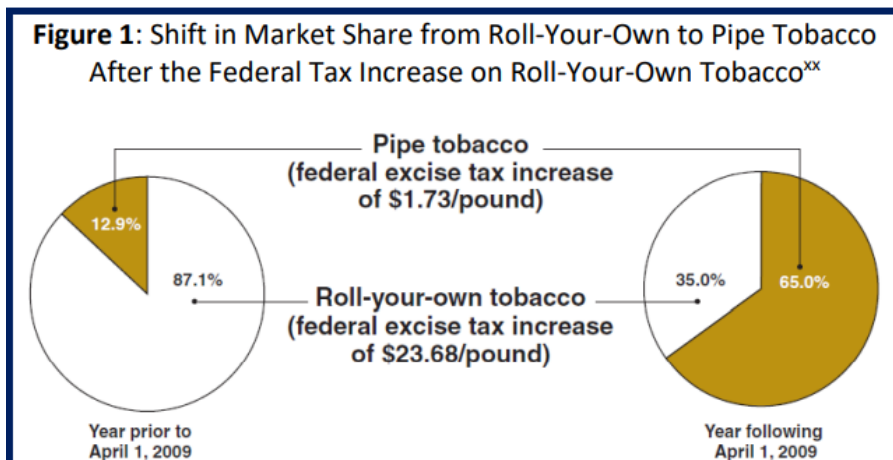 Figure 1: Shift in Market Share from Roll-Your-Own to Pipe Tobacco
After the Federal Tax Increase on Roll-Your-Own Tobaccoxx
Pipe tobacco
(federal excise tax increase
of $1.73/pound)
12.9%
87.1%
35.0%
65.0%
Roll-your-own tobacco
(federal excise tax increase
of $23.68/pound)
Year prior to
April 1, 2009
Year following
April 1, 2009